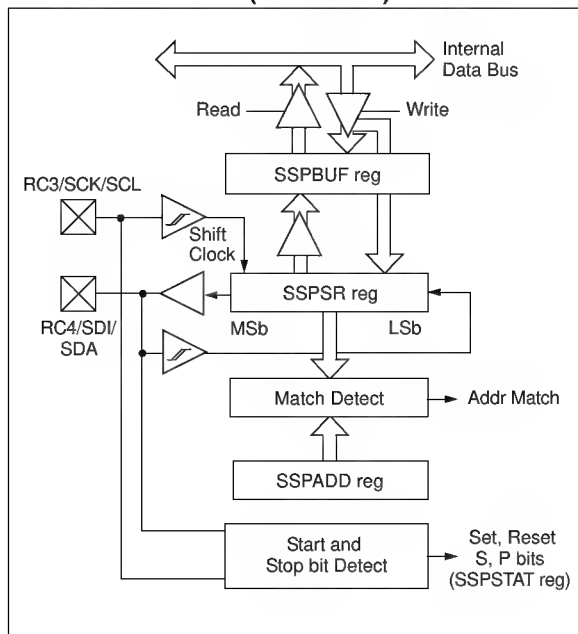 Internal
Data Bus
Read
Write
SSPBUF reg
RC3/SCK/SCL
Shift
Clock
SSPSR reg
MSb
LSb
RC4/SDI/
SDA
Match Detect
Addr Match
SSPADD reg
Start and
Stop bit Detect
Set, Reset
S, P bits
(SSPSTAT reg)